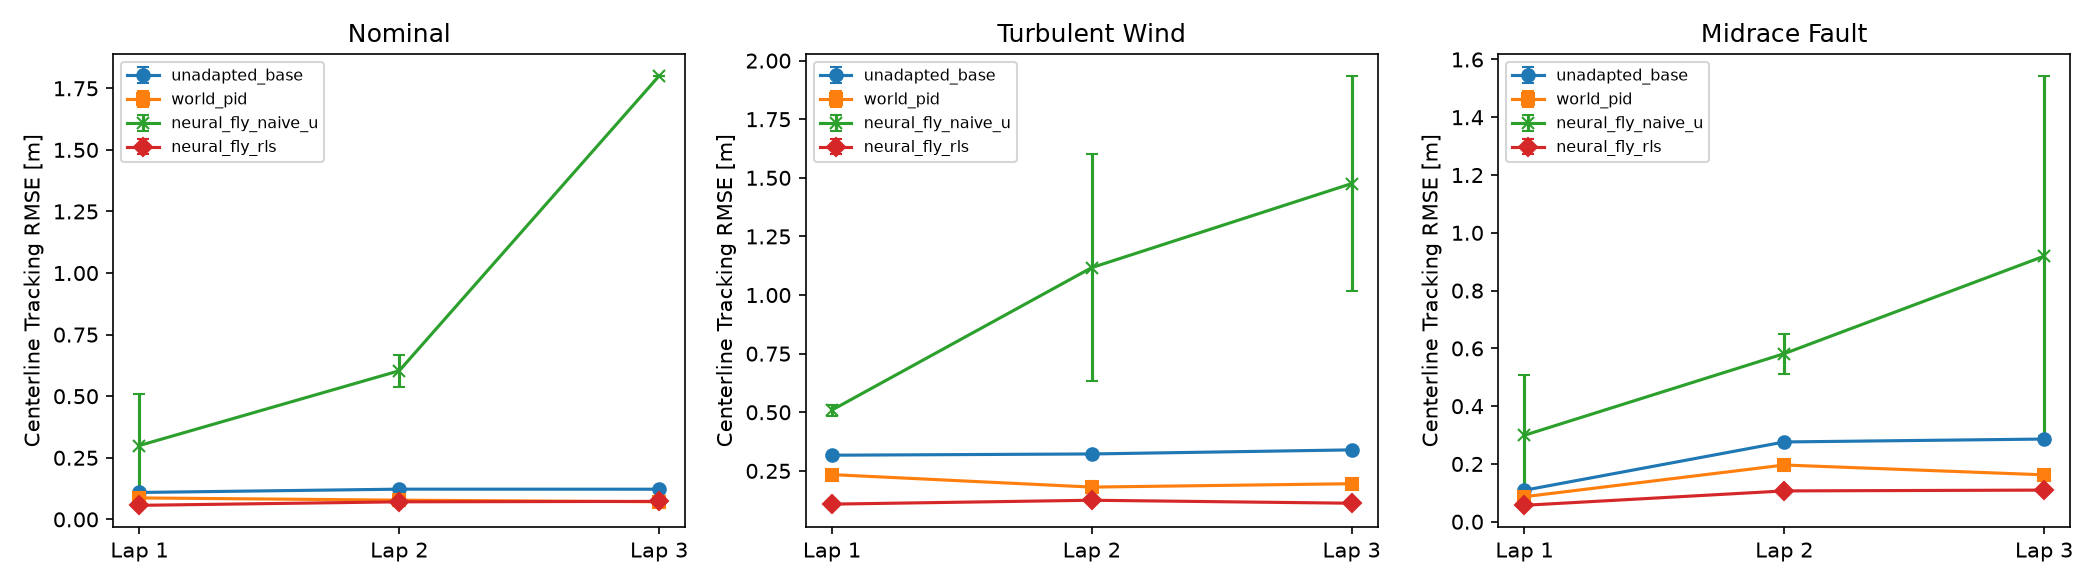 Nominal
Centerline Tracking RMSE [m]
1.75
1.50
1.25
1.00
0.75
0.50
0.25
0.00
unadapted_base
world_pid
neural_fly_naive_u
neural_fly_rls
Lap 1
Lap 2
Lap 3
Turbulent Wind
Centerline Tracking RMSE [m]
2.00
1.75
1.50
1.25
1.00
0.75
0.50
0.25
unadapted_base
world_pid
neural_fly_naive_u
neural_fly_rls
Lap 1
Lap 2
Lap 3
Midrace Fault
Centerline Tracking RMSE [m]
1.6
1.4
1.2
1.0
0.8
0.6
0.4
0.2
0.0
unadapted_base
world_pid
neural_fly_naive_u
neural_fly_rls
Lap 1
Lap 2
Lap 3